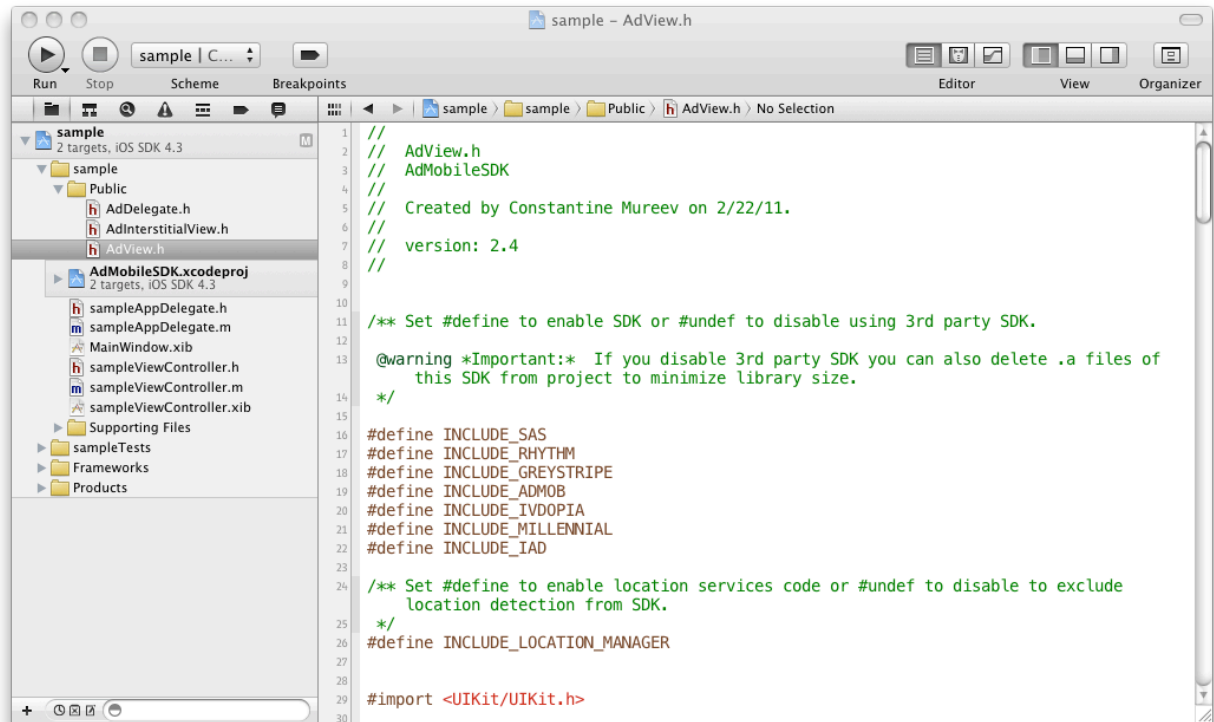 sample – AdView.h
sample | C...
Run
Stop
Scheme
Breakpoints
Editor
View
Organizer
sample
sample
Public
h AdView.h
No Selection
sample
2 targets, iOS SDK 4.3
M
sample
Public
h AdDelegate.h
h AdInterstitialView.h
h AdView.h
AdMobileSDK.xcodeproj
2 targets, iOS SDK 4.3
h sampleAppDelegate.h
m sampleAppDelegate.m
MainWindow.xib
h sampleViewController.h
m sampleViewController.m
sampleViewController.xib
Supporting Files
sampleTests
Frameworks
Products
1 //
2 // AdView.h
3 // AdMobileSDK
4 //
5 // Created by Constantine Mureev on 2/22/11.
6 //
7 // version: 2.4
8 //
9
10
11 /** Set #define to enable SDK or #undef to disable using 3rd party SDK.
12
13 @warning *Important:* If you disable 3rd party SDK you can also delete .a files of
this SDK from project to minimize library size.
14 */
15
16 #define INCLUDE_SAS
17 #define INCLUDE_RHYTHM
18 #define INCLUDE_GREYSTRIPE
19 #define INCLUDE_ADMOB
20 #define INCLUDE_IVDOPIA
21 #define INCLUDE_MILLENNIAL
22 #define INCLUDE_IAD
23
24 /** Set #define to enable location services code or #undef to disable to exclude
location detection from SDK.
25 */
26 #define INCLUDE_LOCATION_MANAGER
27
28
29 #import <UIKit/UIKit.h>
30